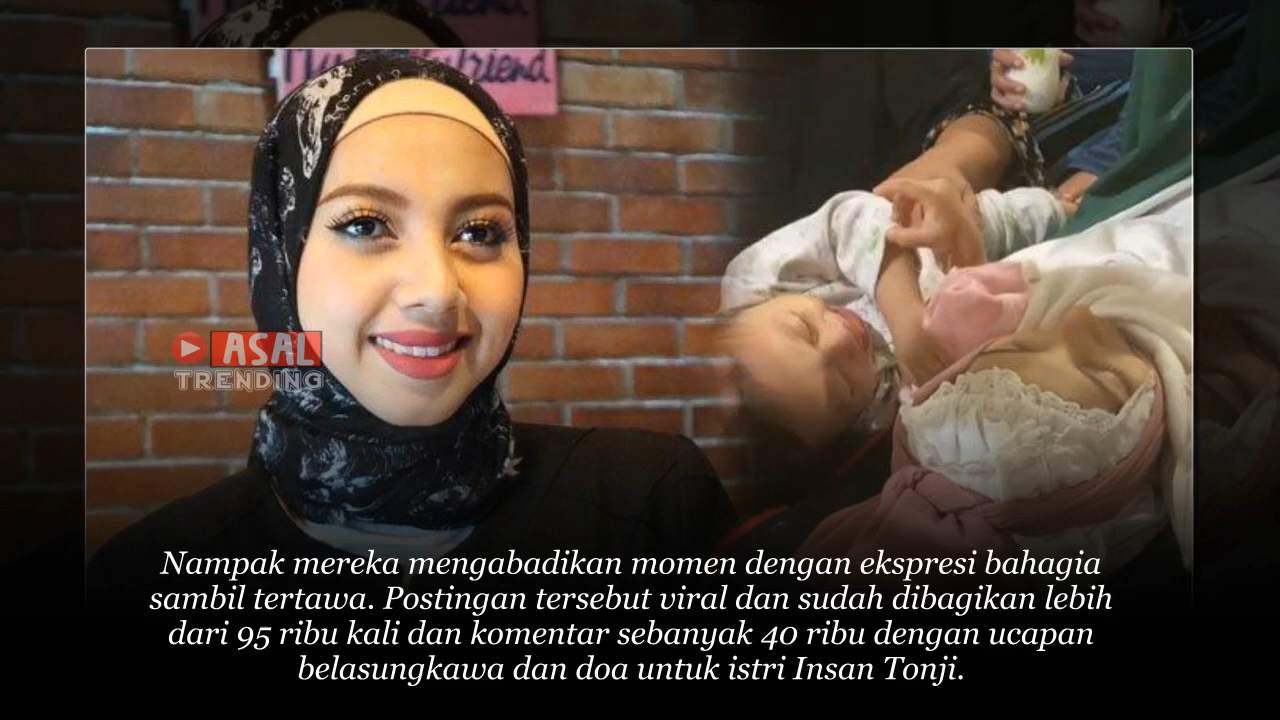 ASAL
TRENDING
Nampak mereka mengabadikan momen dengan ekspresi bahagia
sambil tertawa. Postingan tersebut viral dan sudah dibagikan lebih
dari 95 ribu kali dan komentar sebanyak 40 ribu dengan ucapan
belasungkawa dan doa untuk istri Insan Tonji.